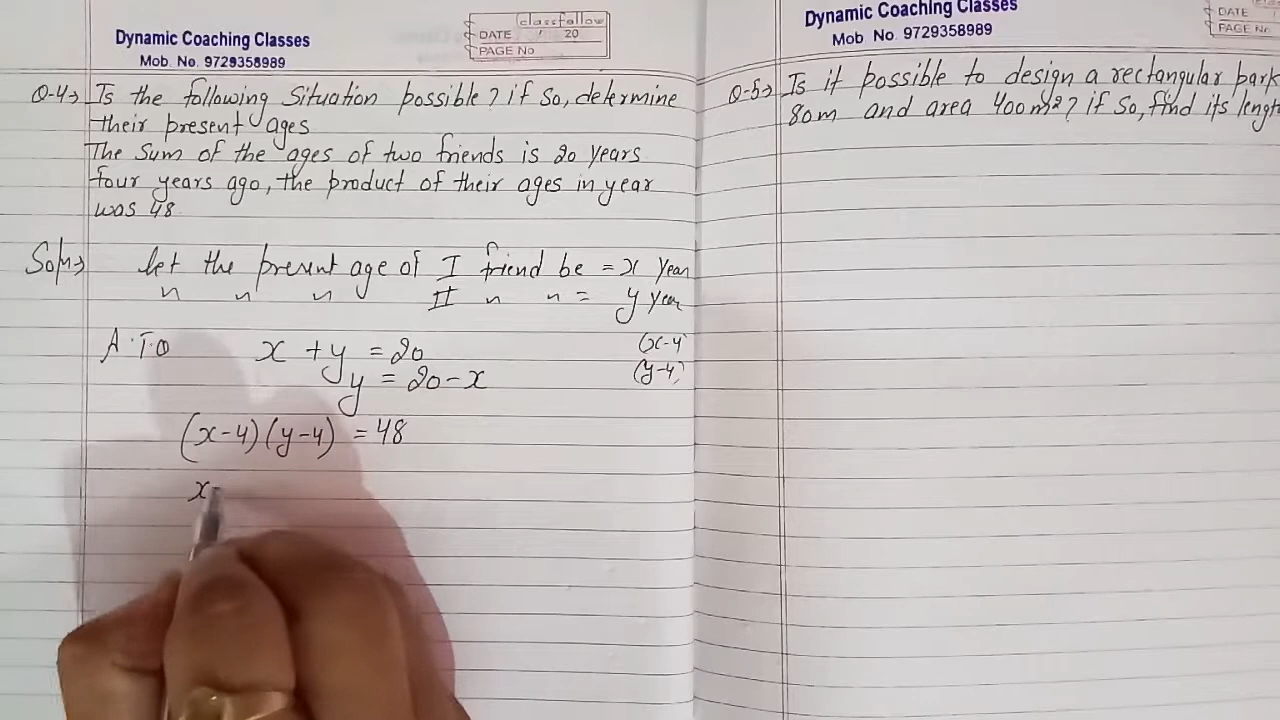 Dynamic Coaching Classes
Mob. No. 9729358989
classfellow
DATE / 20
PAGE No
Q-4→ Is the following Situation possible? if So, determine
their present ages
The Sum of the ages of two friends is 20 years
four years ago, the product of their ages in year
was 48
Soln→ let the present age of I friend be = x Year
〃 〃 〃 II 〃 〃 = y year
A.T.Q x + y = 20
y = 20 - x
(x-4
(y-4)
(x-4)(y-4) = 48
x
Dynamic Coaching Classes
Mob. No. 9729358989
DATE
PAGE No
Q-5→ Is it possible to design a rectangular park
80m and area 400m²? if So, find its lengt